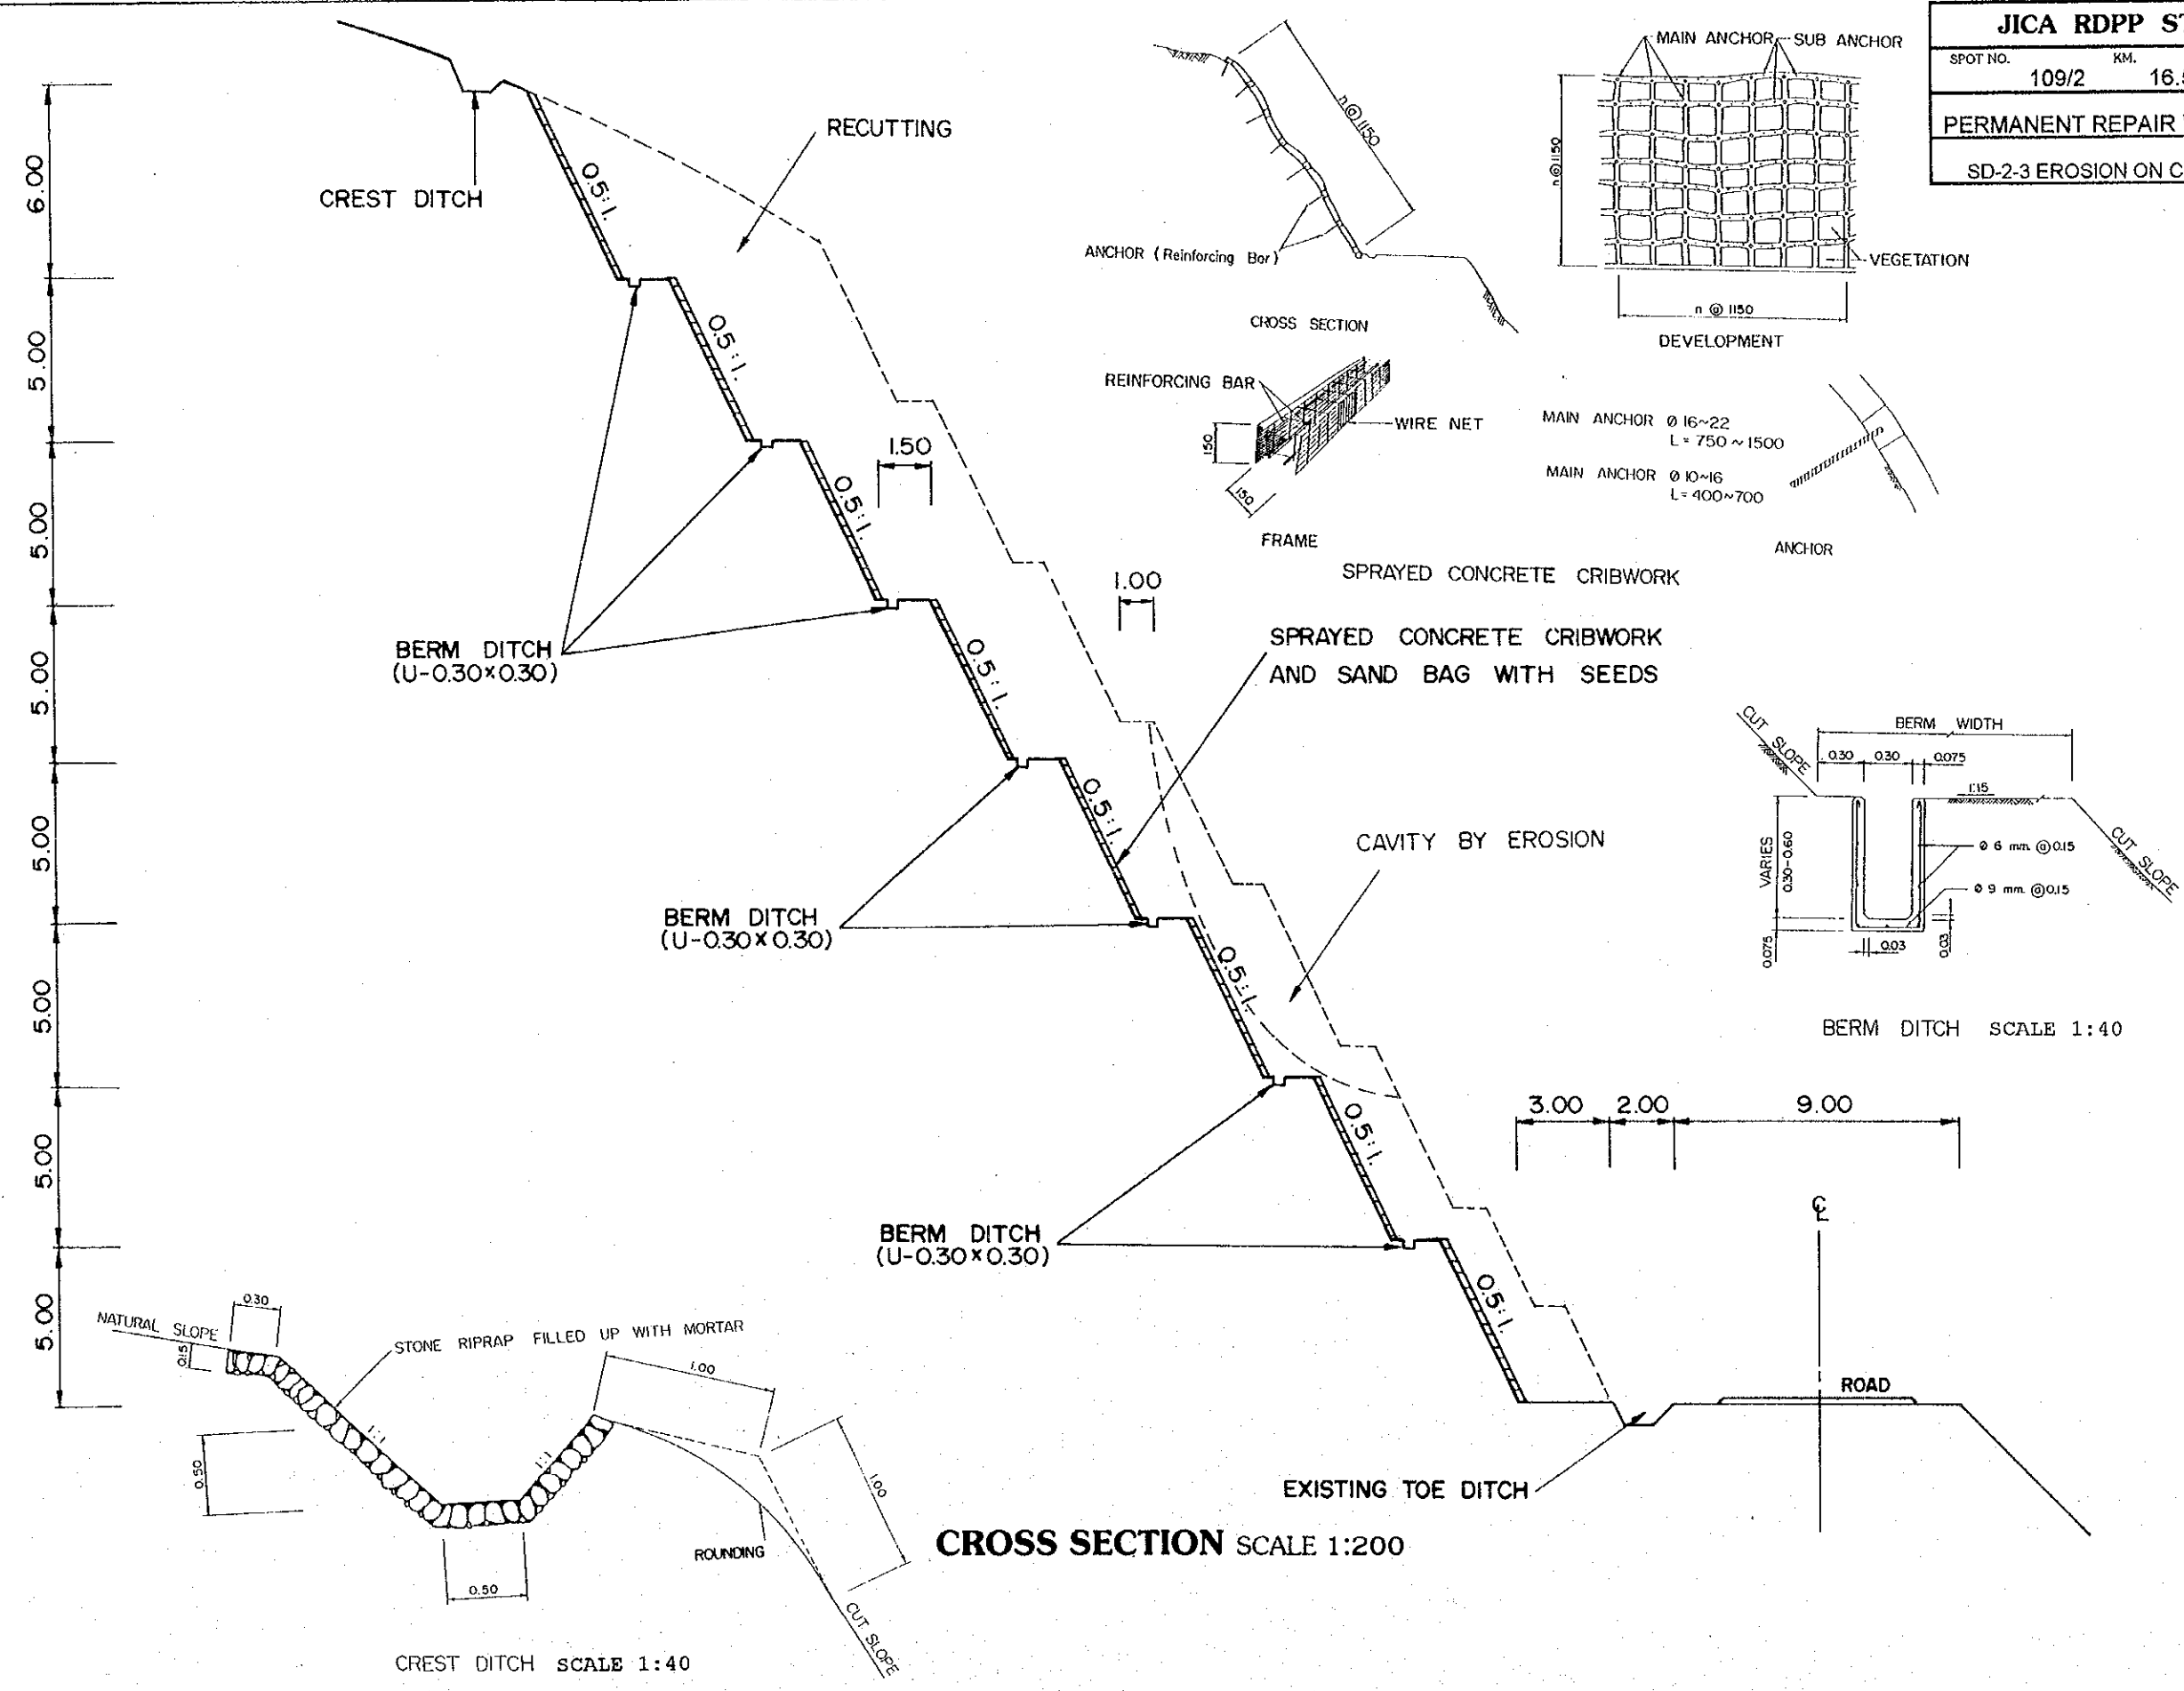 JICA RDPP
SPOT NO. KM.
109/2
PERMANENT REPAIR
SD-2-3 EROSION ON
MAIN ANCHOR SUB ANCHOR
n @ 1150
n @ 1150
VEGETATION
n @ 1150
DEVELOPMENT
n @ 1150
ANCHOR (Reinforcing Bar)
CROSS SECTION
REINFORCING BAR
WIRE NET
150
150
FRAME
MAIN ANCHOR Ø 16~22
L = 750 ~ 1500
MAIN ANCHOR Ø 10~16
L = 400~700
ANCHOR
SPRAYED CONCRETE CRIBWORK
RECUTTING
CREST DITCH
6.00
5.00
5.00
5.00
5.00
5.00
5.00
5.00
0.5:1.
0.5:1.
0.5:1.
0.5:1.
0.5:1.
0.5:1.
0.5:1.
0.5:1.
1.50
1.00
BERM DITCH
(U-0.30×0.30)
SPRAYED CONCRETE CRIBWORK
AND SAND BAG WITH SEEDS
CAVITY BY EROSION
BERM DITCH
(U-0.30×0.30)
BERM DITCH
(U-0.30×0.30)
CUT SLOPE
BERM WIDTH
0.30 0.30 0.075
1:15
VARIES
0.30-0.60
Ø 6 mm. @0.15
Ø 9 mm. @0.15
CUT SLOPE
0.075
0.03
0.03
BERM DITCH SCALE 1:40
3.00 2.00 9.00
℄
ROAD
EXISTING TOE DITCH
CROSS SECTION SCALE 1:200
NATURAL SLOPE
0.30
0.15
STONE RIPRAP FILLED UP WITH MORTAR
1.00
1:1
1:1
0.50
1.00
ROUNDING
0.50
CUT SLOPE
CREST DITCH SCALE 1:40